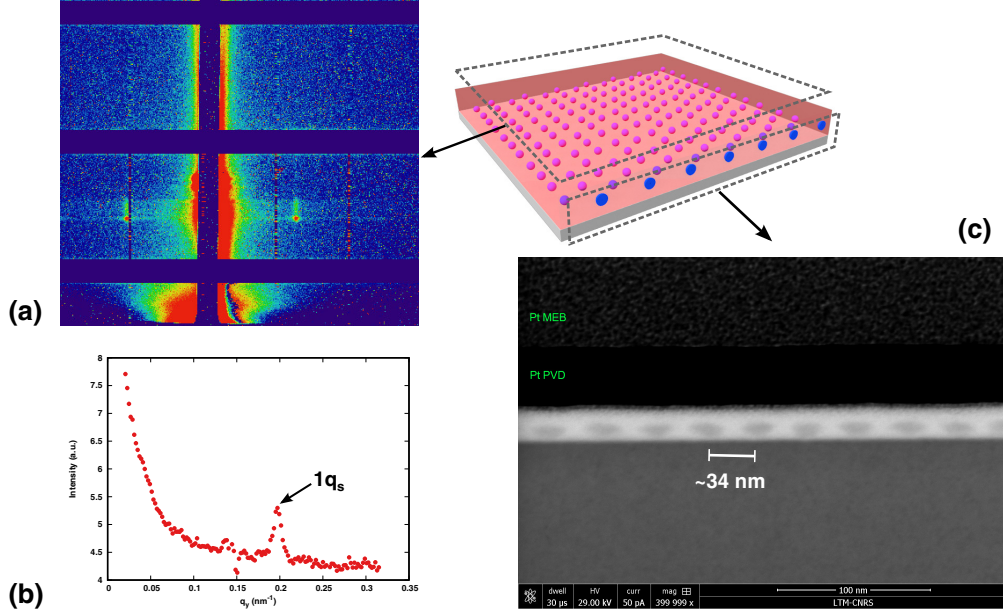 (a)
(b)
(c)
8
7.5
7
6.5
6
5.5
5
4.5
4
Intensity (a.u.)
1qs
0
0.05
0.1
0.15
0.2
0.25
0.3
0.35
qy (nm-1)
Pt MEB
Pt PVD
~34 nm
dwell HV curr mag
30 µs 29.00 kV 50 pA 399 999 x
100 nm
LTM-CNRS